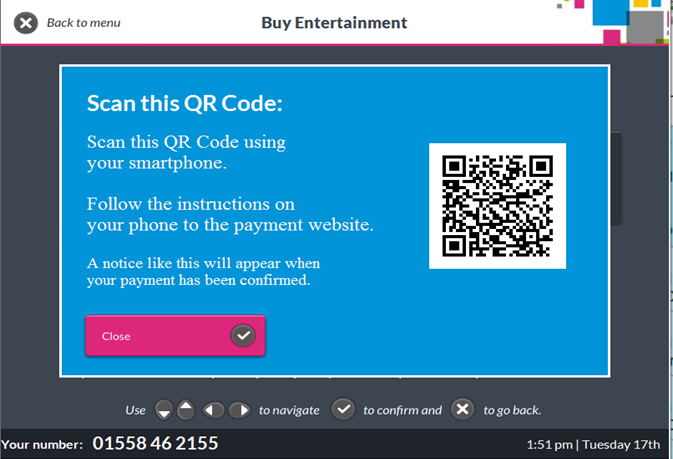 Back to menu
Buy Entertainment
Scan this QR Code:
Scan this QR Code using
your smartphone.
Follow the instructions on
your phone to the payment website.
A notice like this will appear when
your payment has been confirmed.
Close
Use to navigate to confirm and to go back.
Your number: 01558 46 2155
1:51 pm | Tuesday 17th